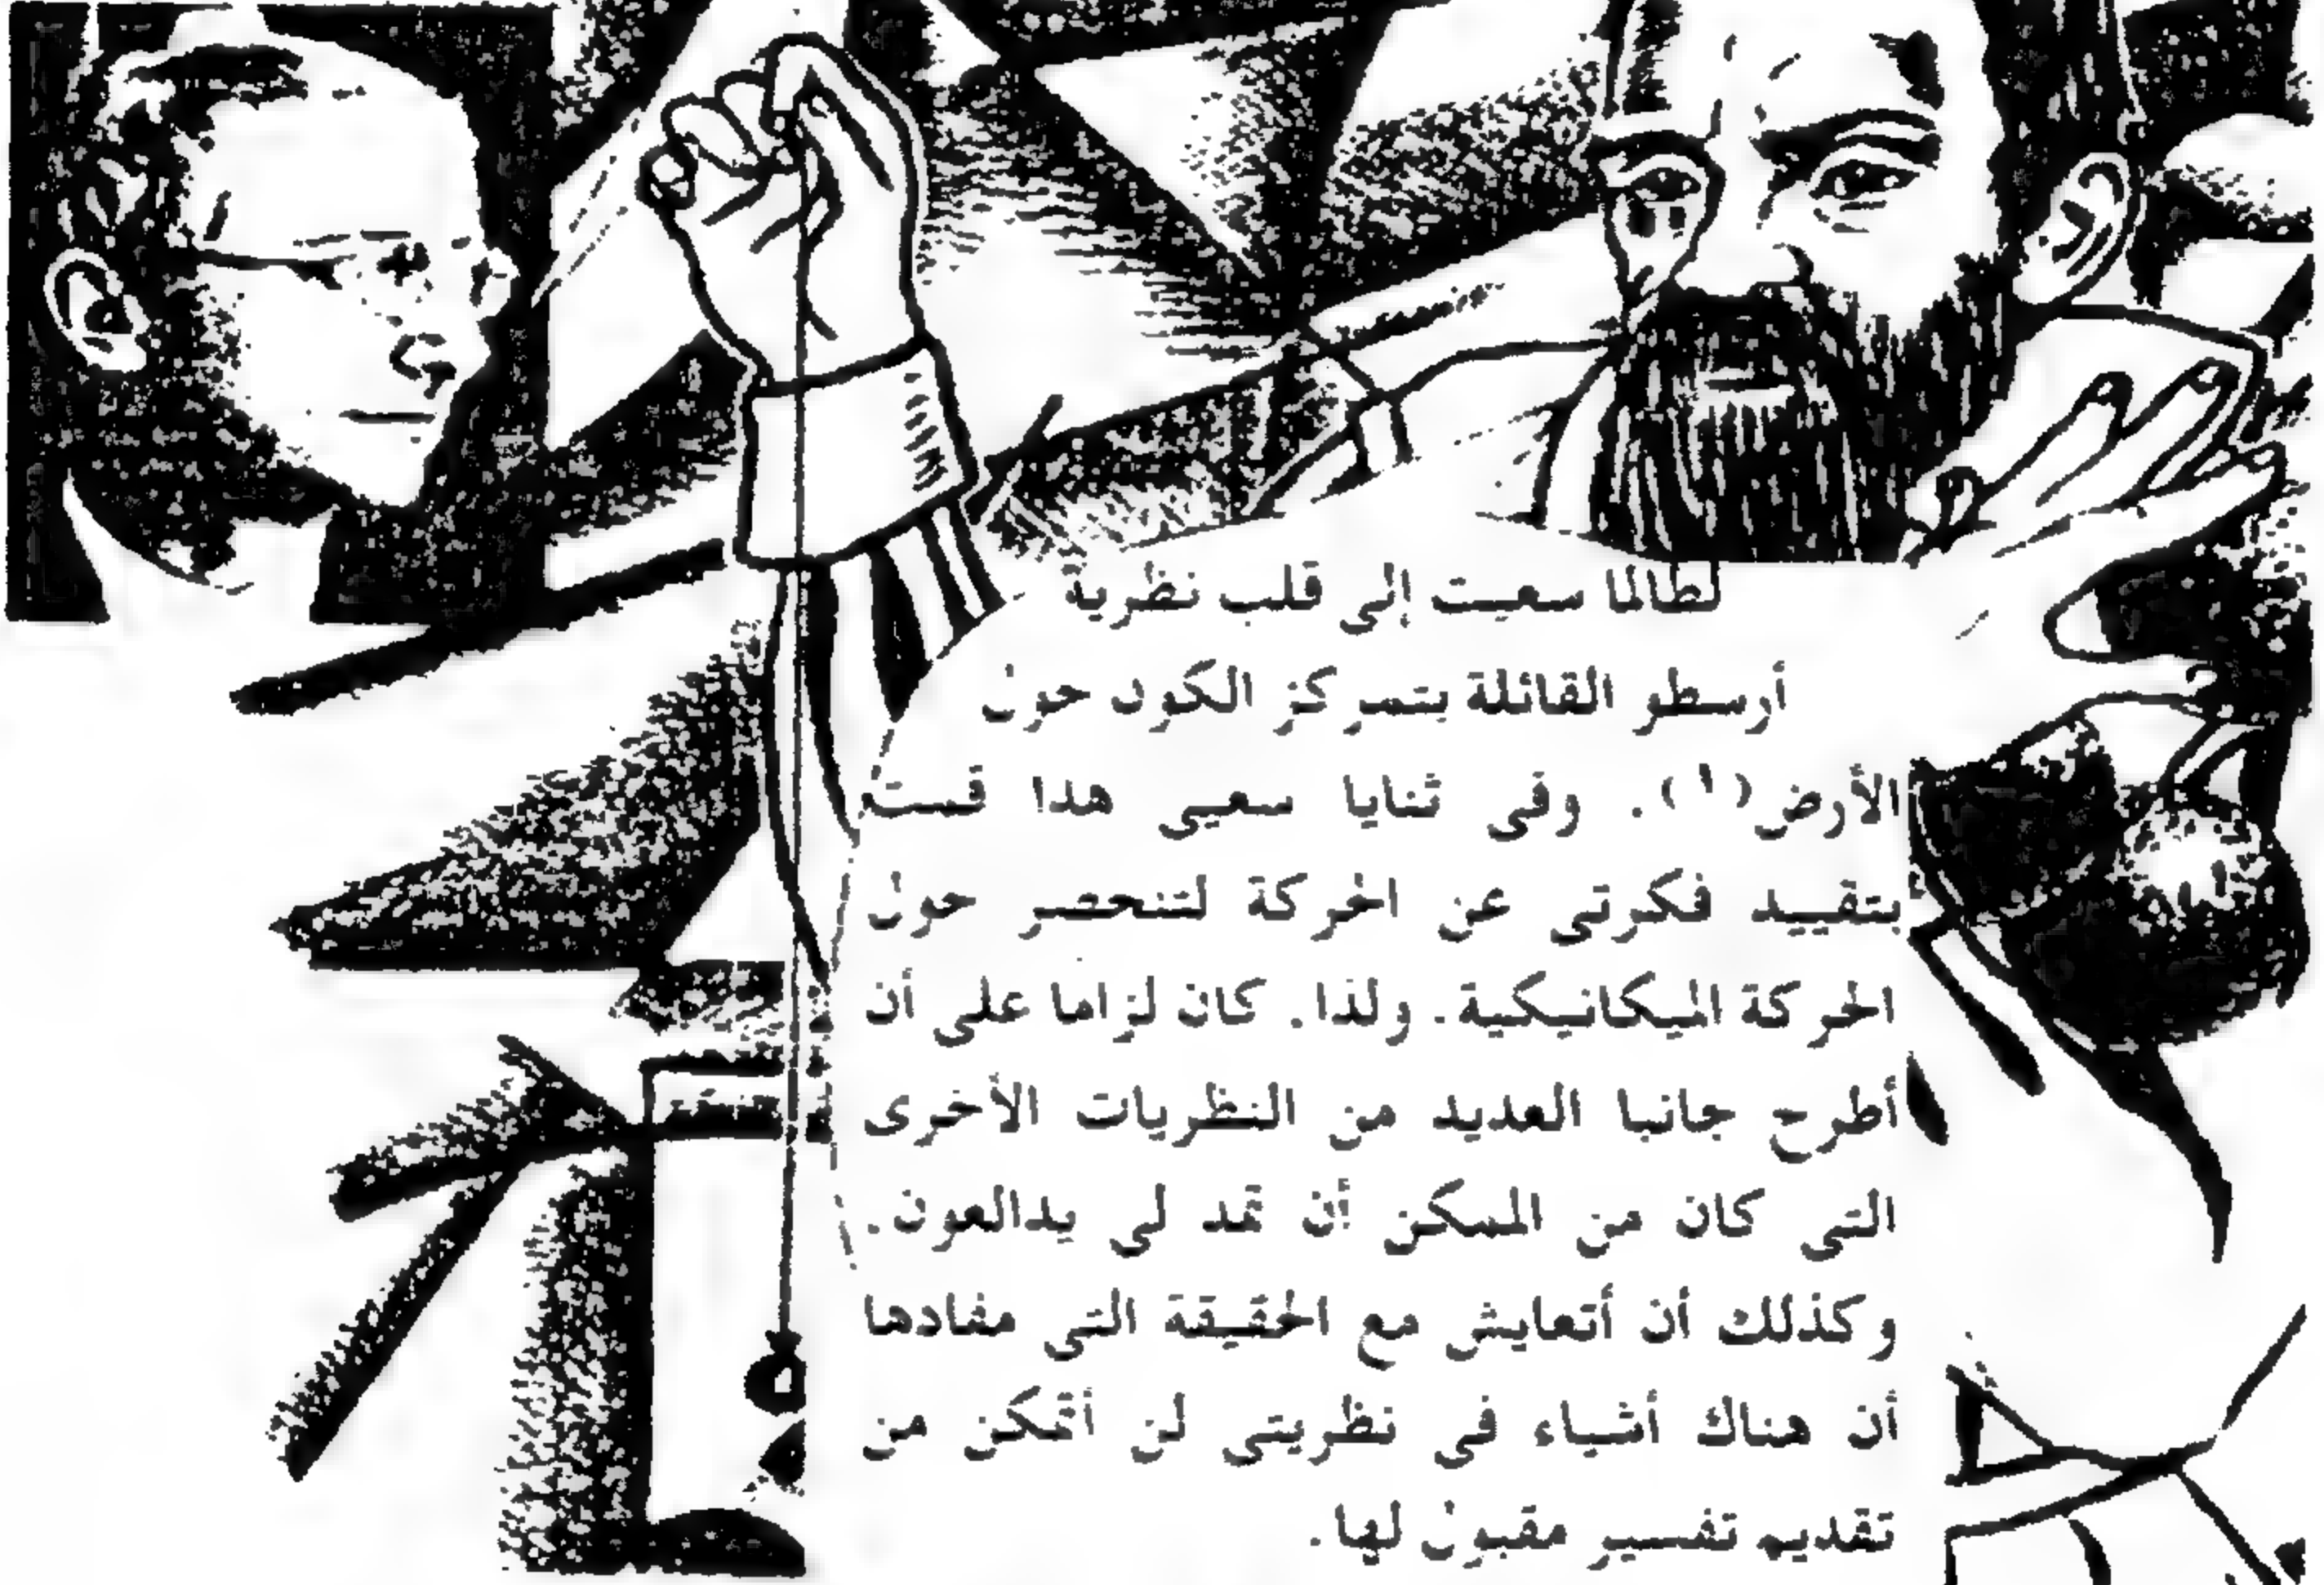 لطالما سعيت إلى قلب نظرية
أرسطو القائلة بتمركز الكون حول
الأرض(١). وفى ثنايا سعيى هذا قمت
بتقييد فكرتى عن الحركة لتنحصر حول
الحركة الميكانيكية. ولذا. كان لزاما على أن
أطرح جانبا العديد من النظريات الأخرى
التى كان من الممكن أن تمد لى يدالعون.
وكذلك أن أتعايش مع الحقيقة التى مفادها
أن هناك أشياء فى نظريتى لن أتمكن من
تقديم تفسير مقبول لها.